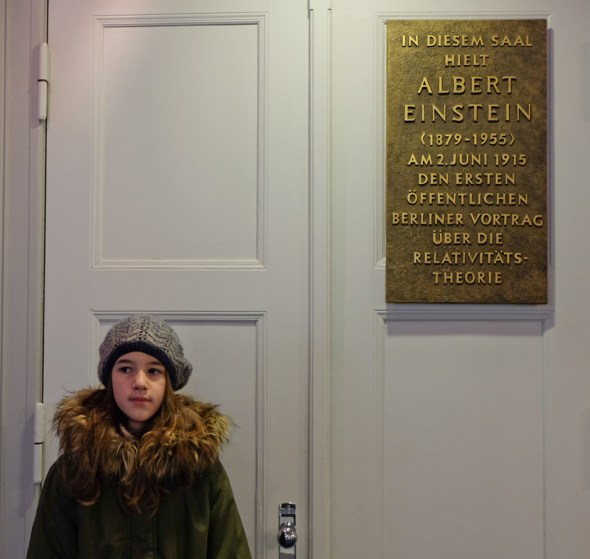 IN DIESEM SAAL
HIELT
ALBERT
EINSTEIN
(1879-1955)
AM 2. JUNI 1915
DEN ERSTEN
ÖFFENTLICHEN
BERLINER VORTRAG
ÜBER DIE
RELATIVITÄTS-
THEORIE